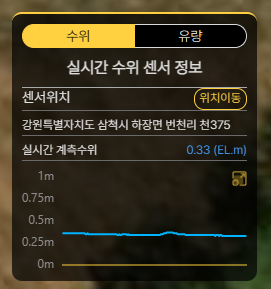 수위 유량
실시간 수위 센서 정보
센서위치 위치이동
강원특별자치도 삼척시 하장면 번천리 천375
실시간 계측수위 0.33 (EL.m)
1m
0.75m
0.5m
0.25m
0m